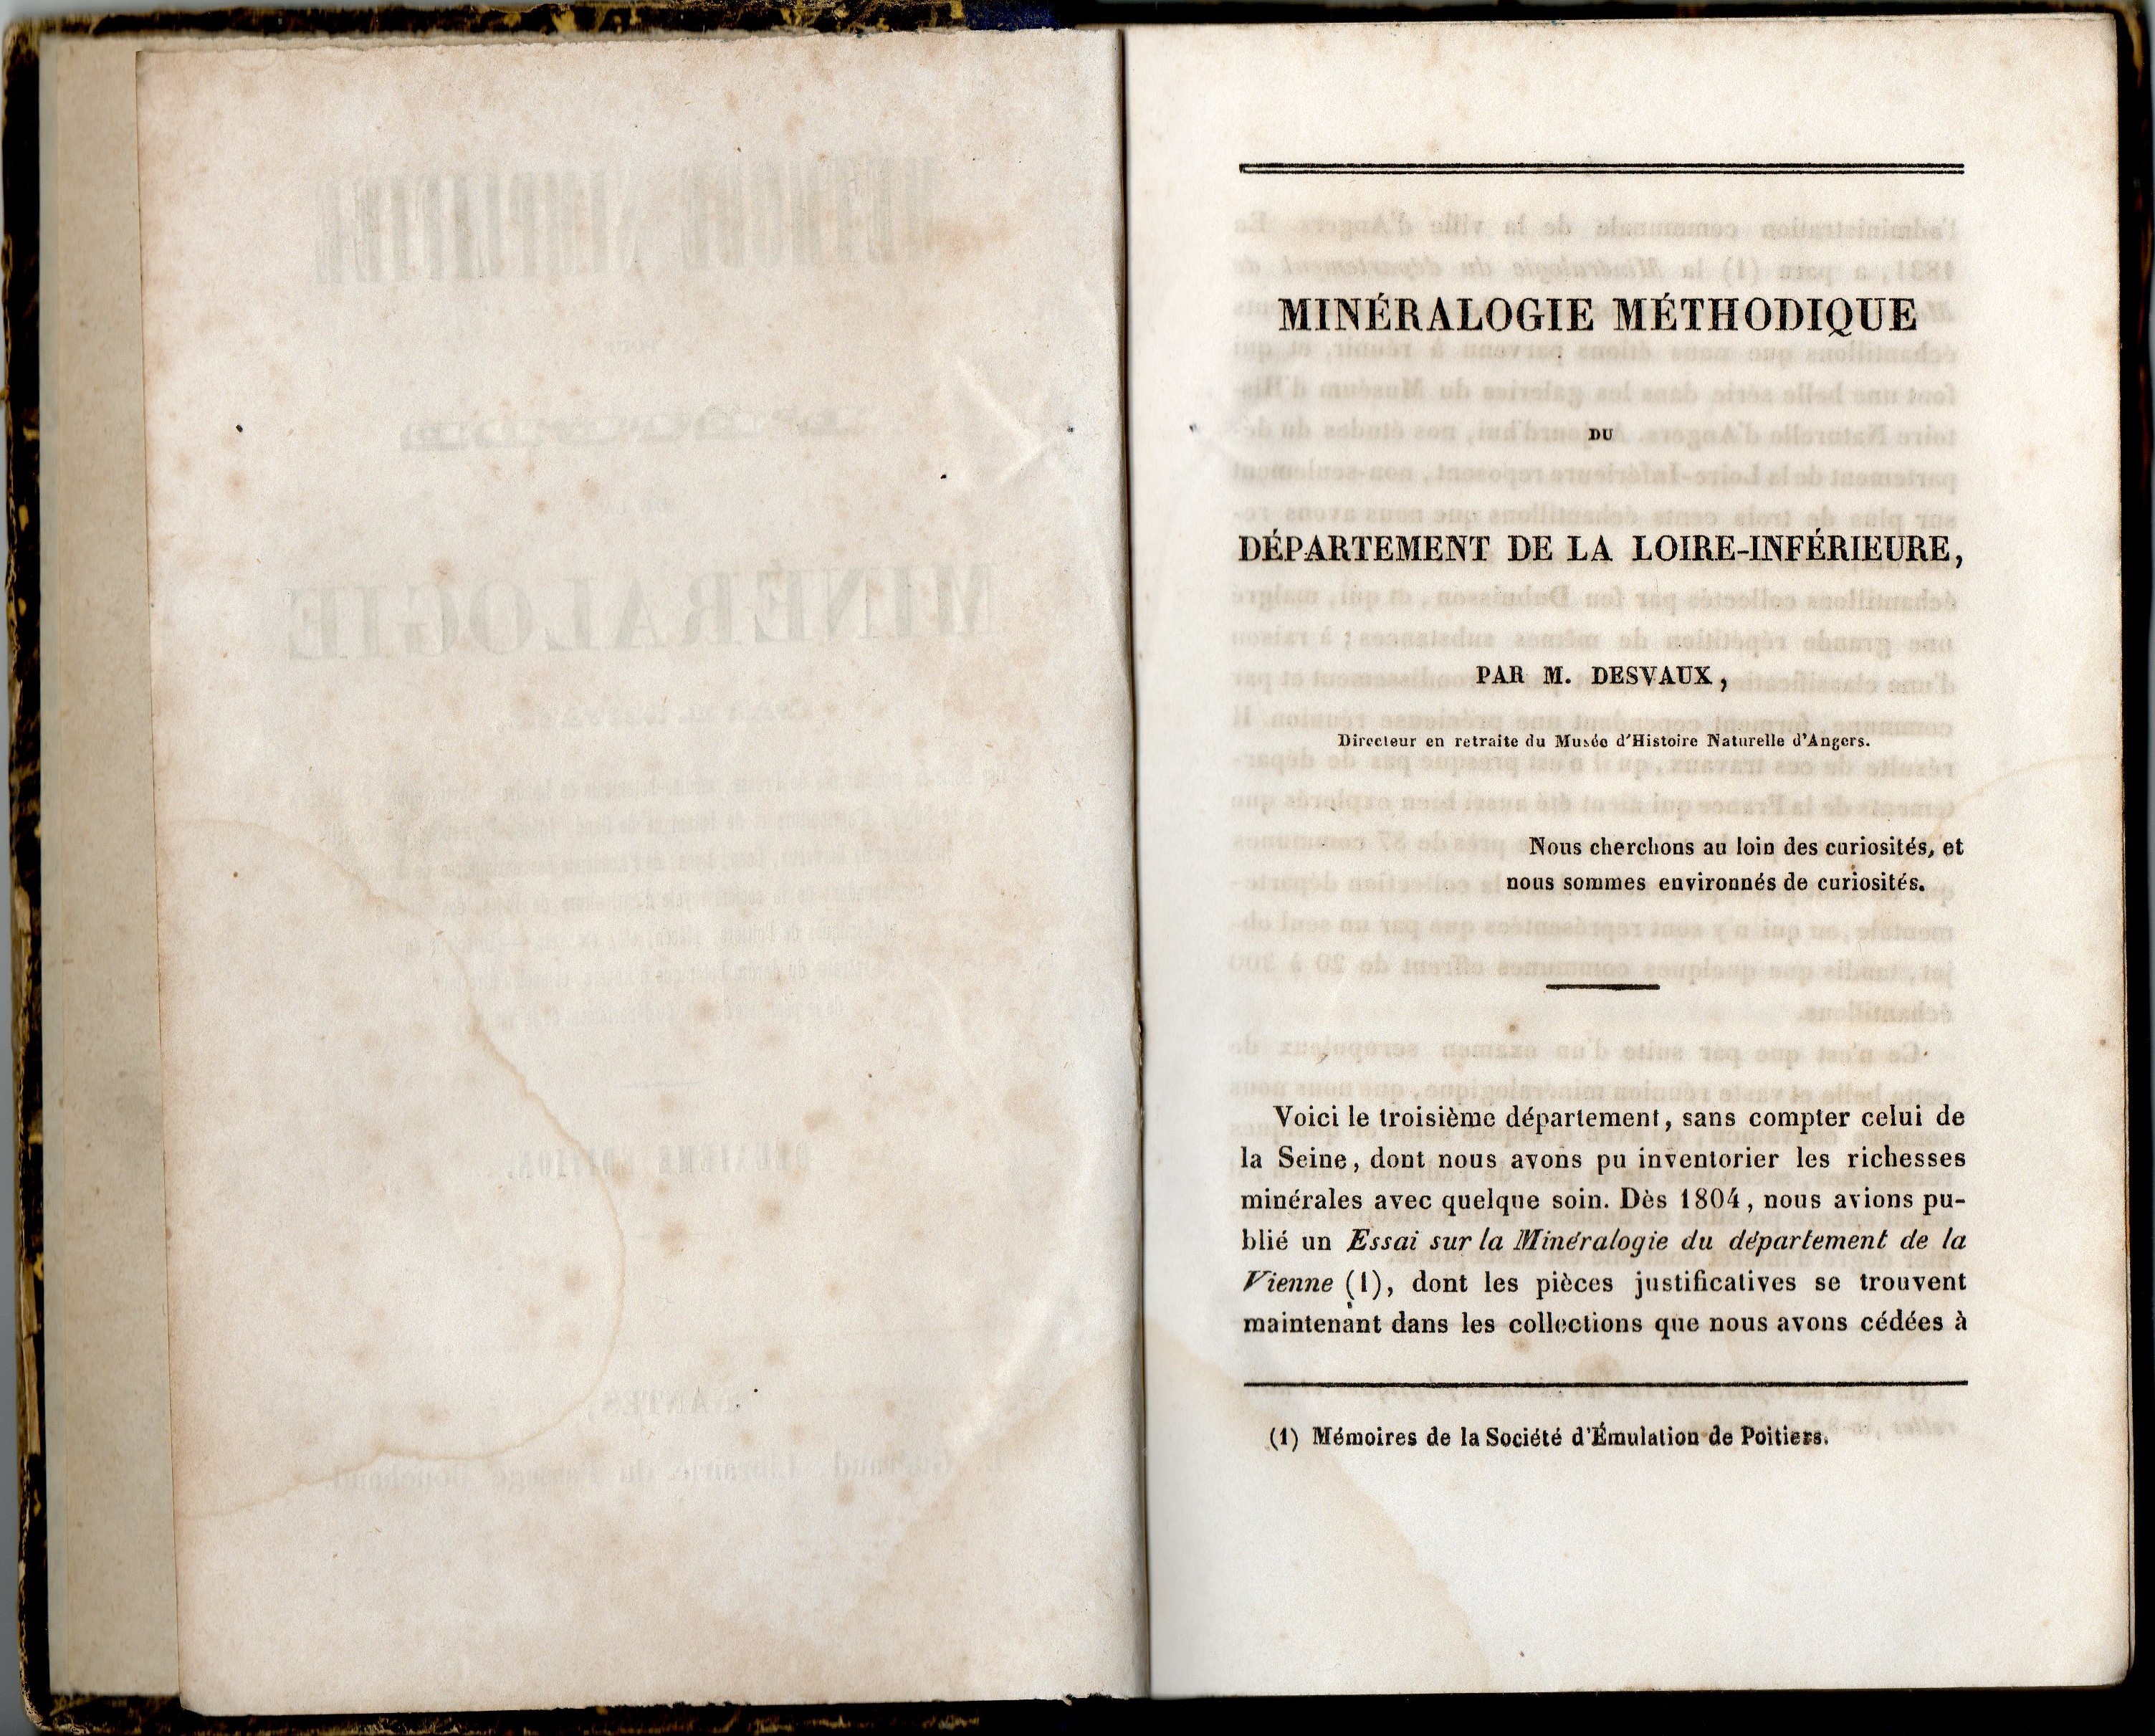 MINÉRALOGIE MÉTHODIQUE
DU
DÉPARTEMENT DE LA LOIRE-INFÉRIEURE,
PAR M. DESVAUX,
Directeur en retraite du Musée d'Histoire Naturelle d'Angers.
Nous cherchons au loin des curiosités, et
nous sommes environnés de curiosités.
Voici le troisième département, sans compter celui de
la Seine, dont nous avons pu inventorier les richesses
minérales avec quelque soin. Dès 1804, nous avions pu-
blié un Essai sur la Minéralogie du département de la
Vienne (1), dont les pièces justificatives se trouvent
maintenant dans les collections que nous avons cédées à
(1) Mémoires de la Société d'Émulation de Poitiers.